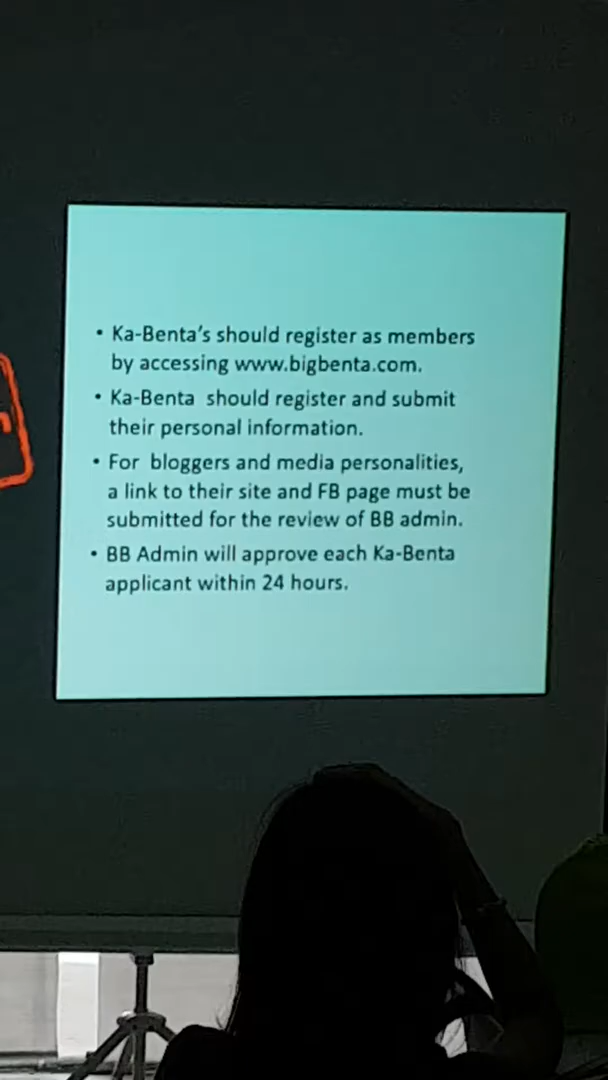 • Ka-Benta's should register as members
by accessing www.bigbenta.com.
• Ka-Benta should register and submit
their personal information.
• For bloggers and media personalities,
a link to their site and FB page must be
submitted for the review of BB admin.
• BB Admin will approve each Ka-Benta
applicant within 24 hours.